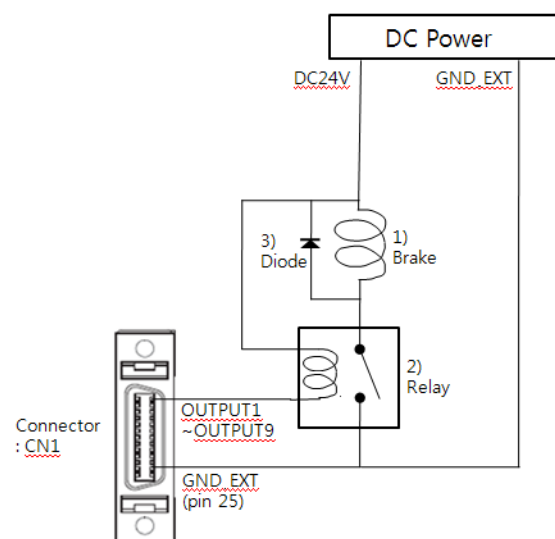 DC Power
DC24V
GND_EXT
3)
Diode
1)
Brake
2)
Relay
OUTPUT1
~OUTPUT9
Connector
: CN1
GND_EXT
(pin 25)